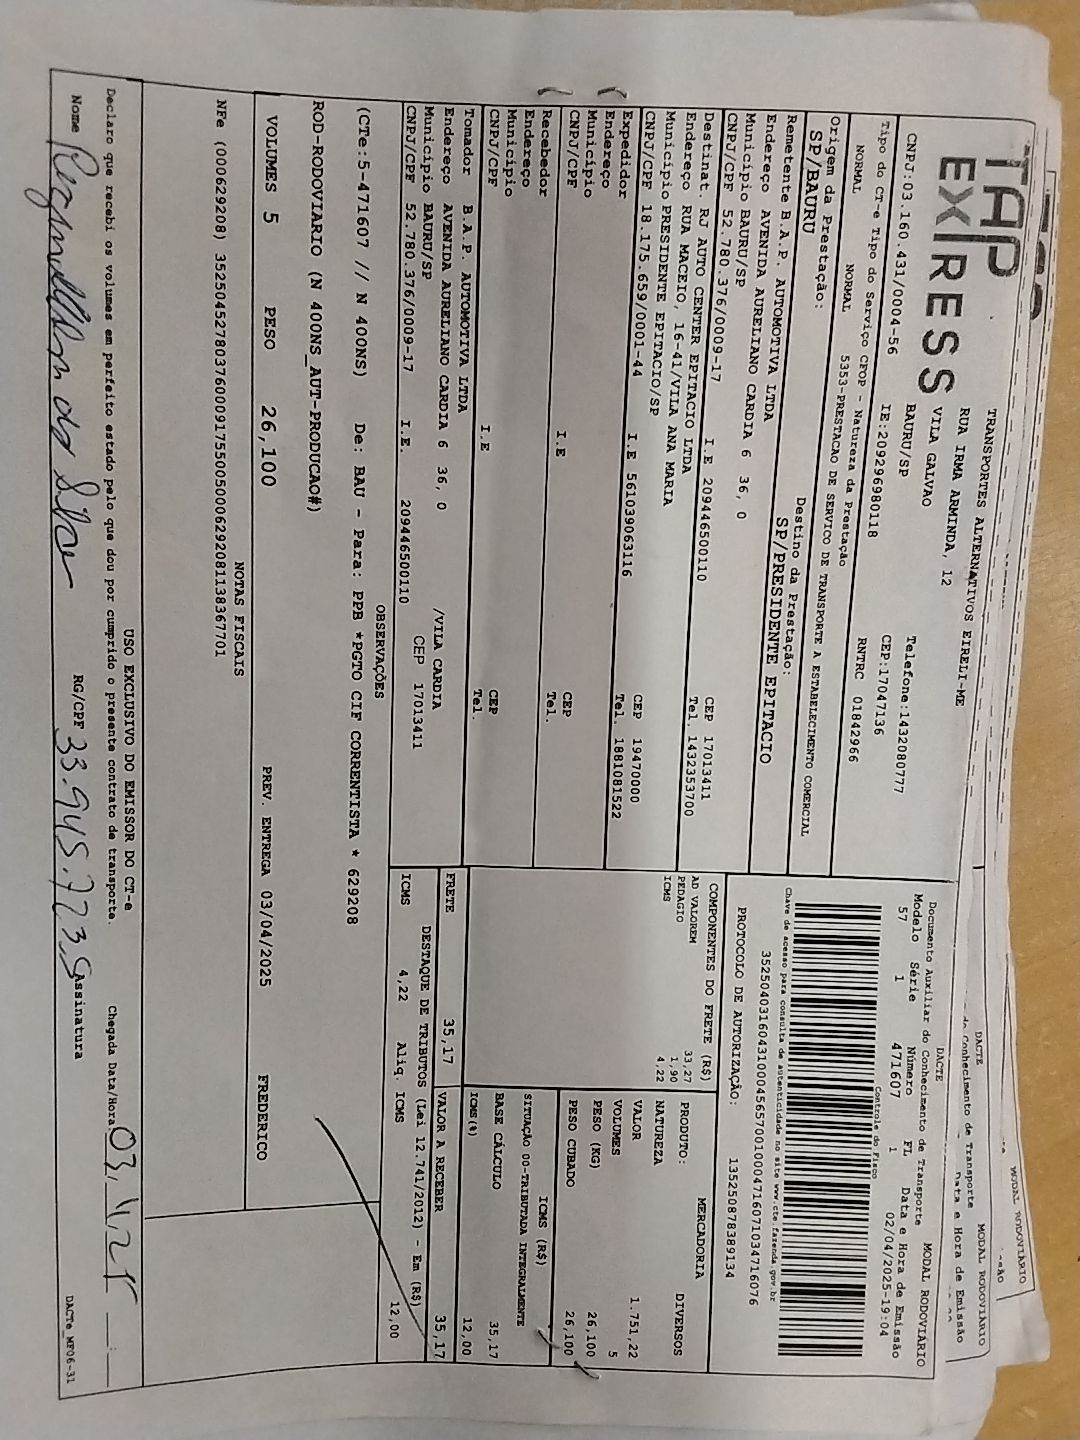 TAP
EXPRESS
TRANSPORTES ALTERNATIVOS EIRELI-ME
RUA IRMA ARMINDA, 12
VILA GALVAO
BAURU/SP
Telefone:1432080777
CEP:17047136
CNPJ:03.160.431/0004-56 IE:209296980118 RNTRC 01842966
DACTE MODAL RODOVIÁRIO
Documento Auxiliar do Conhecimento de Transporte
Modelo Série Número FL Data e Hora de Emissão
57 1 471607 1 02/04/2025-19:04
Controle do Fisco
Chave de acesso para consulta de autenticidade no site www.cte.fazenda.gov.br
PROTOCOLO DE AUTORIZAÇÃO: 135250878389134
Tipo do CT-e Tipo do Serviço CFOP - Natureza da Prestação
NORMAL NORMAL 5353-PRESTACAO DE SERVICO DE TRANSPORTE A ESTABELECIMENTO COMERCIAL
Origem da Prestação: Destino da Prestação:
SP/BAURU SP/PRESIDENTE EPITACIO
Remetente B.A.P. AUTOMOTIVA LTDA
Endereço AVENIDA AURELIANO CARDIA 6 36, 0
Município BAURU/SP CEP 17013411
CNPJ/CPF 52.780.376/0009-17 I.E 209446500110 Tel. 1432353700
Destinat. RJ AUTO CENTER EPITACIO LTDA
Endereço RUA MACEIO, 16-41/VILA ANA MARIA
Município PRESIDENTE EPITACIO/SP CEP 19470000
CNPJ/CPF 18.175.659/0001-44 I.E 561039063116 Tel. 1881081522
Expedidor
Endereço
Município CEP
CNPJ/CPF I.E Tel.
Recebedor
Endereço
Município CEP
CNPJ/CPF I.E Tel.
Tomador B.A.P. AUTOMOTIVA LTDA
Endereço AVENIDA AURELIANO CARDIA 6 36, 0 /VILA CARDIA
Município BAURU/SP CEP 17013411
CNPJ/CPF 52.780.376/0009-17 I.E. 209446500110
COMPONENTES DO FRETE (R$)
AD VALOREM 33,27
PEDAGIO 1,90
ICMS 4,22
MERCADORIA
PRODUTO: DIVERSOS
NATUREZA
VALOR 1.751,22
VOLUMES 5
PESO (KG) 26,100
PESO CUBADO 26,100
ICMS (R$)
SITUAÇÃO 00-TRIBUTADA INTEGRALMENTE
BASE CÁLCULO 35,17
ICMS(%) 12,00
FRETE 35,17 VALOR A RECEBER 35,17
DESTAQUE DE TRIBUTOS (Lei 12.741/2012) - Em (R$)
ICMS 4,22 Aliq. ICMS 12,00
OBSERVAÇÕES
(CTe:5-471607 // N 400NS) De: BAU - Para: PPB *PGTO CIF CORRENTISTA * 629208
ROD-RODOVIARIO (N 400NS_AUT-PRODUCAO#)
VOLUMES 5 PESO 26,100 PREV. ENTREGA 03/04/2025 FREDERICO
NOTAS FISCAIS
USO EXCLUSIVO DO EMISSOR DO CT-e
Declaro que recebi os volumes em perfeito estado pelo que dou por cumprido o presente contrato de transporte. Chegada Data/Hora 03/4/25
Nome RG/CPF 33.945.723 Assinatura
DACTe_MF06-31